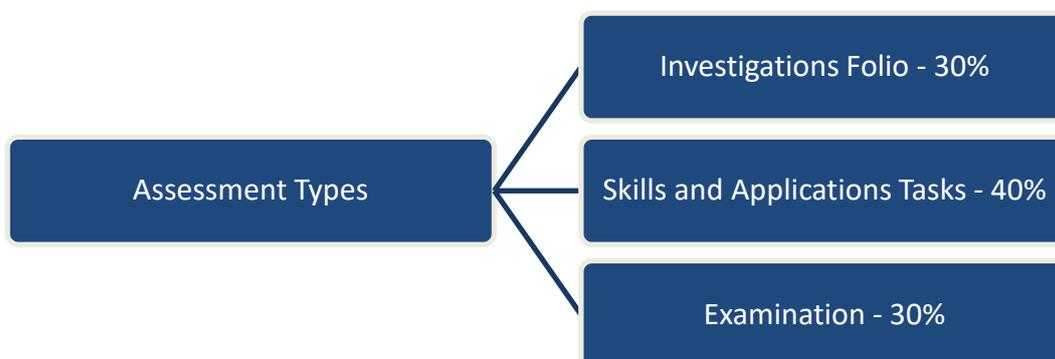 Assessment Types
Investigations Folio - 30%
Skills and Applications Tasks - 40%
Examination - 30%